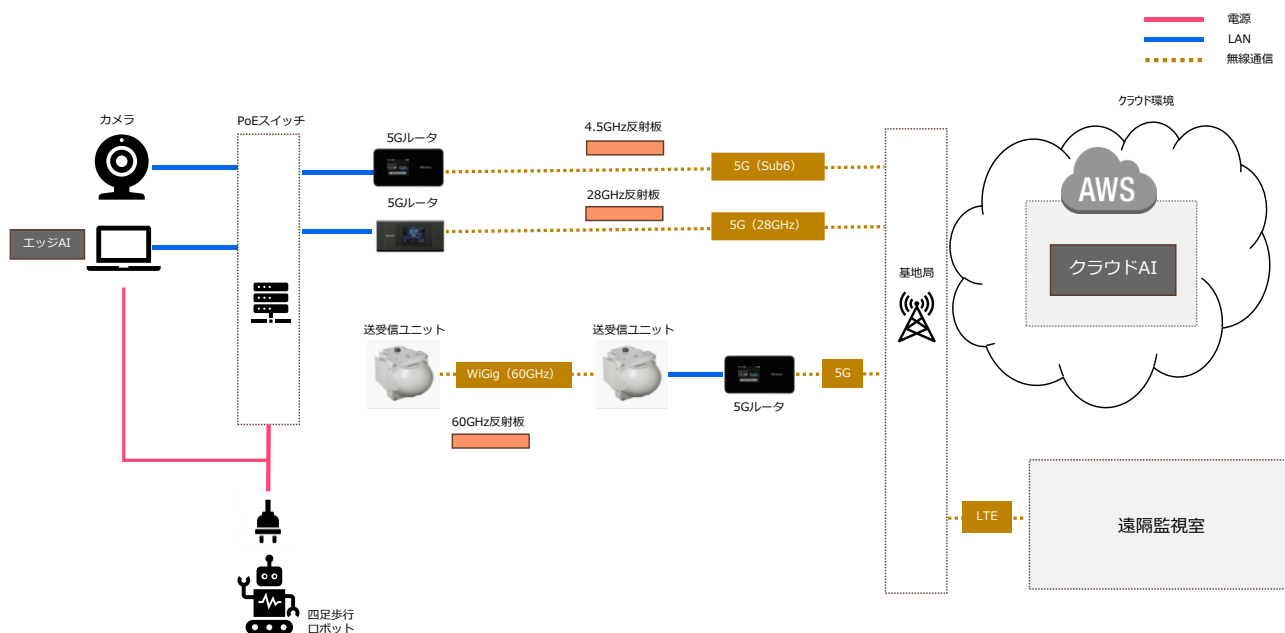 電源
LAN
無線通信
クラウド環境
カメラ
PoEスイッチ
5Gルータ
4.5GHz反射板
5G（Sub6）
AWS
エッジAI
5Gルータ
28GHz反射板
5G（28GHz）
クラウドAI
基地局
送受信ユニット
WiGig（60GHz）
送受信ユニット
5Gルータ
5G
60GHz反射板
LTE
遠隔監視室
四足歩行
ロボット